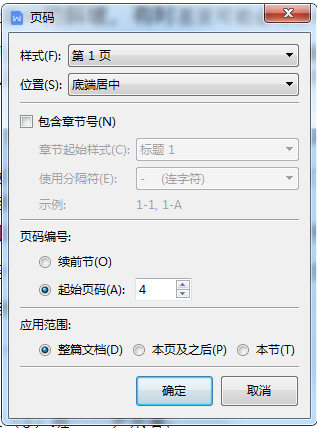 页码
样式(F): 第 1 页
位置(S): 底端居中
包含章节号(N)
章节起始样式(C): 标题 1
使用分隔符(E): - (连字符)
示例: 1-1, 1-A
页码编号:
续前节(O)
起始页码(A): 4
应用范围:
整篇文档(D) 本页及之后(P) 本节(T)
确定 取消